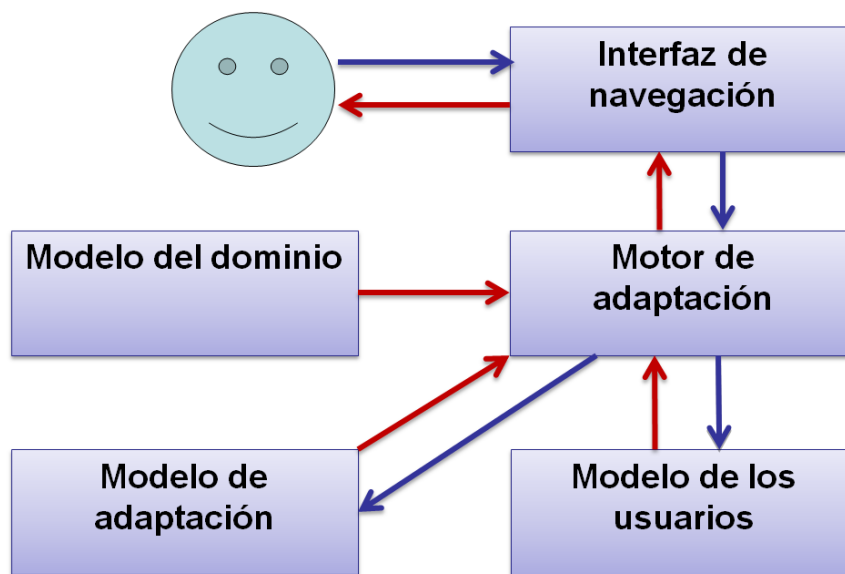 Interfaz de
navegación
Modelo del dominio
Motor de
adaptación
Modelo de
adaptación
Modelo de los
usuarios